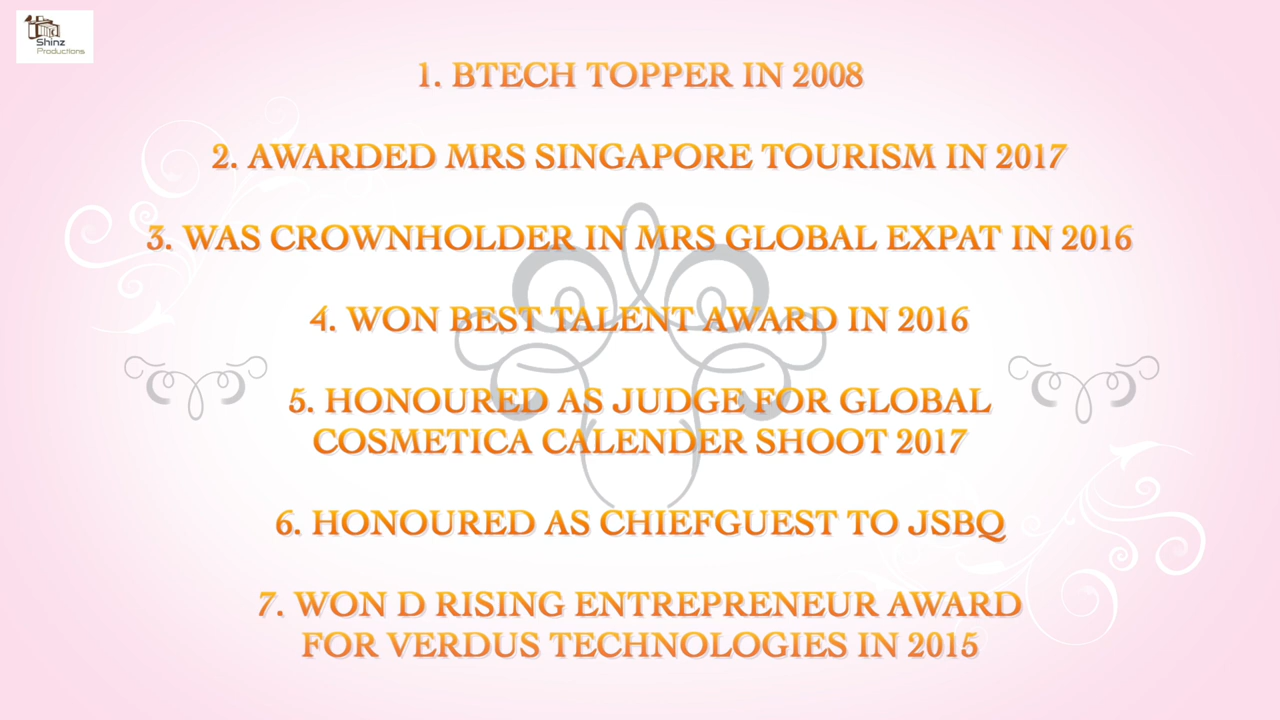 Shinz
Productions
1. BTECH TOPPER IN 2008
2. AWARDED MRS SINGAPORE TOURISM IN 2017
3. WAS CROWNHOLDER IN MRS GLOBAL EXPAT IN 2016
4. WON BEST TALENT AWARD IN 2016
5. HONOURED AS JUDGE FOR GLOBAL
COSMETICA CALENDER SHOOT 2017
6. HONOURED AS CHIEFGUEST TO JSBQ
7. WON D RISING ENTREPRENEUR AWARD
FOR VERDUS TECHNOLOGIES IN 2015